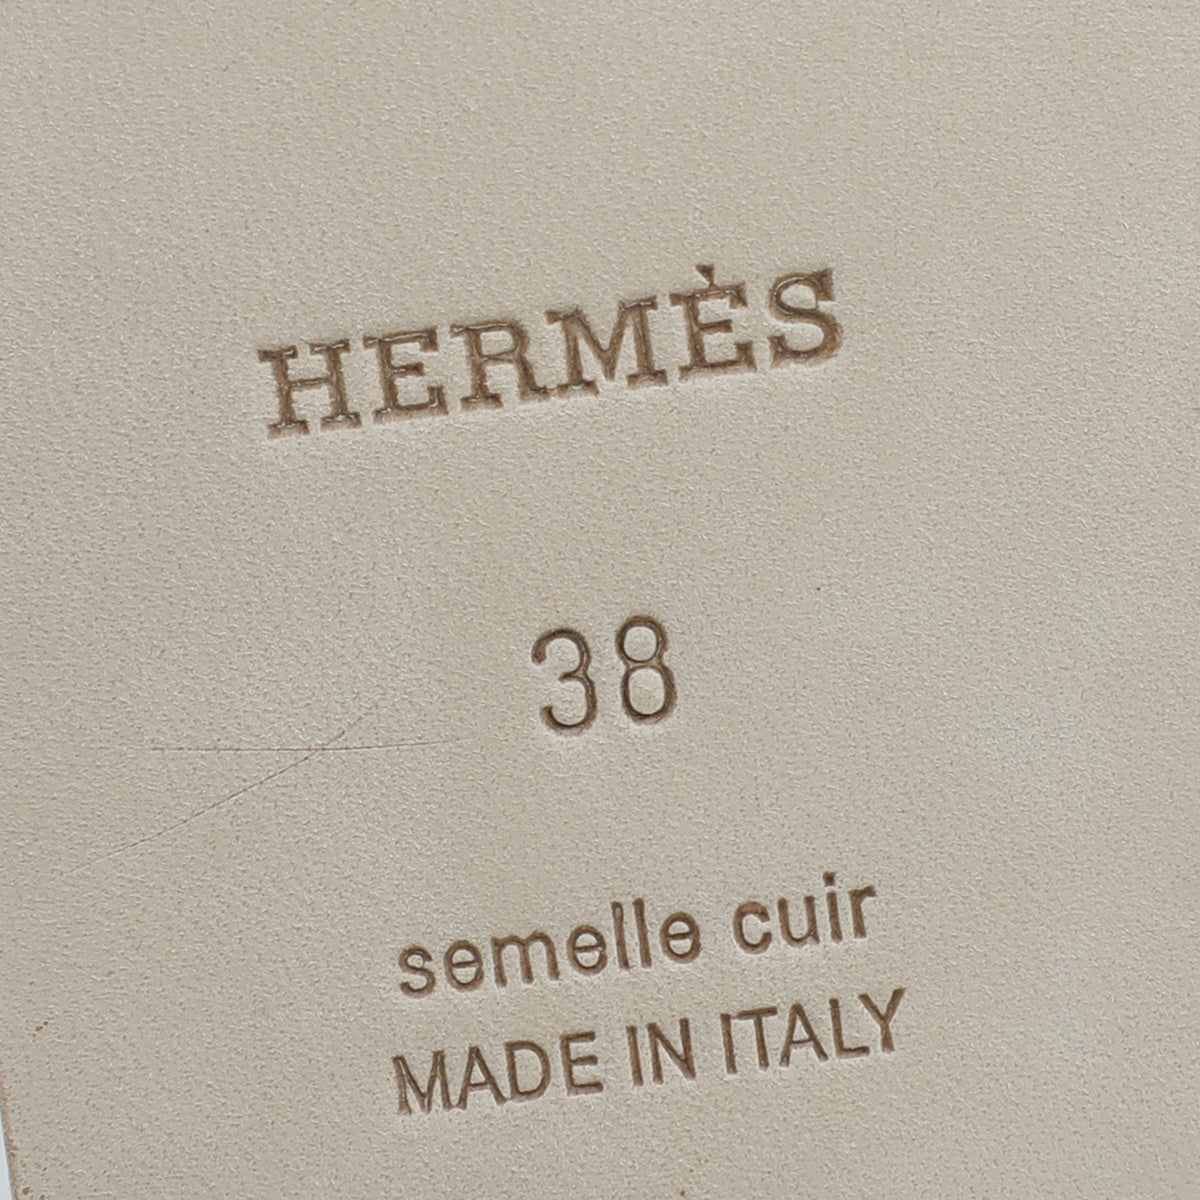 HERMÈS
38
semelle cuir
MADE IN ITALY